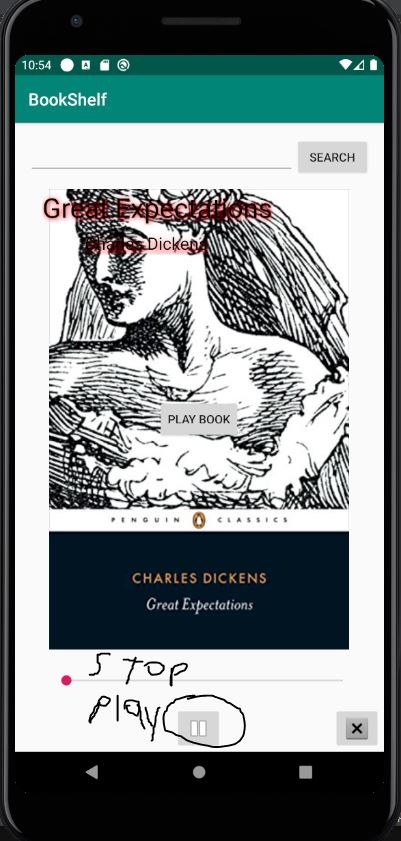 10:54
BookShelf
SEARCH
Great Expectations
Charles Dickens
PLAY BOOK
PENGUIN CLASSICS
CHARLES DICKENS
Great Expectations
STOP
play